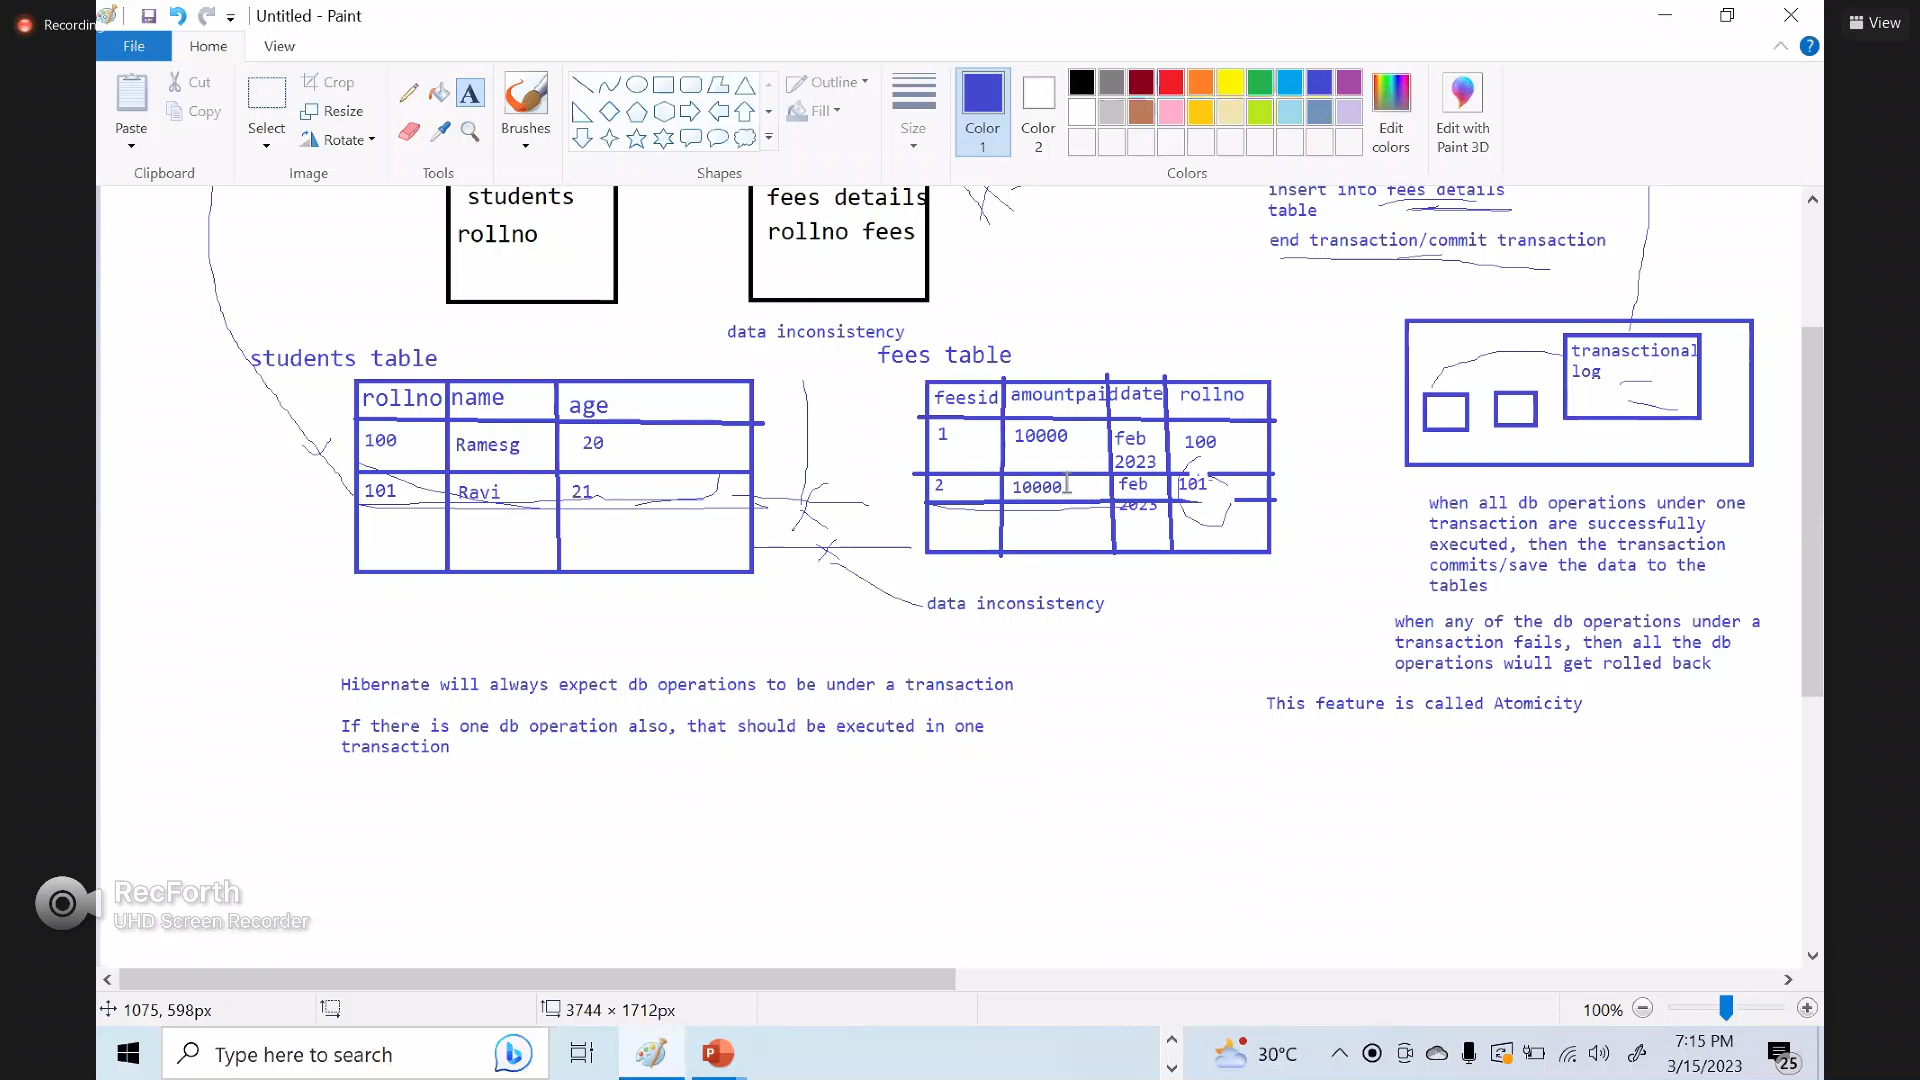 Recording
Untitled - Paint
View
File
Home
View
Paste
Cut
Copy
Clipboard
Select
Crop
Resize
Rotate
Image
Tools
Brushes
Shapes
Outline
Fill
Size
Color
1
Color
2
Edit
colors
Colors
Edit with
Paint 3D
students
rollno
fees details
rollno fees
insert into fees details
table
end transaction/commit transaction
data inconsistency
students table
rollno name age
100 Ramesg 20
101 Ravi 21
fees table
feesid amountpaid date rollno
1 10000 feb
2023 100
2 10000 feb
2023 101
data inconsistency
tranasctional
log
when all db operations under one
transaction are successfully
executed, then the transaction
commits/save the data to the
tables
when any of the db operations under a
transaction fails, then all the db
operations wiull get rolled back
This feature is called Atomicity
Hibernate will always expect db operations to be under a transaction
If there is one db operation also, that should be executed in one
transaction
RecForth
UHD Screen Recorder
1075, 598px
3744 × 1712px
100%
Type here to search
30°C
7:15 PM
3/15/2023
25